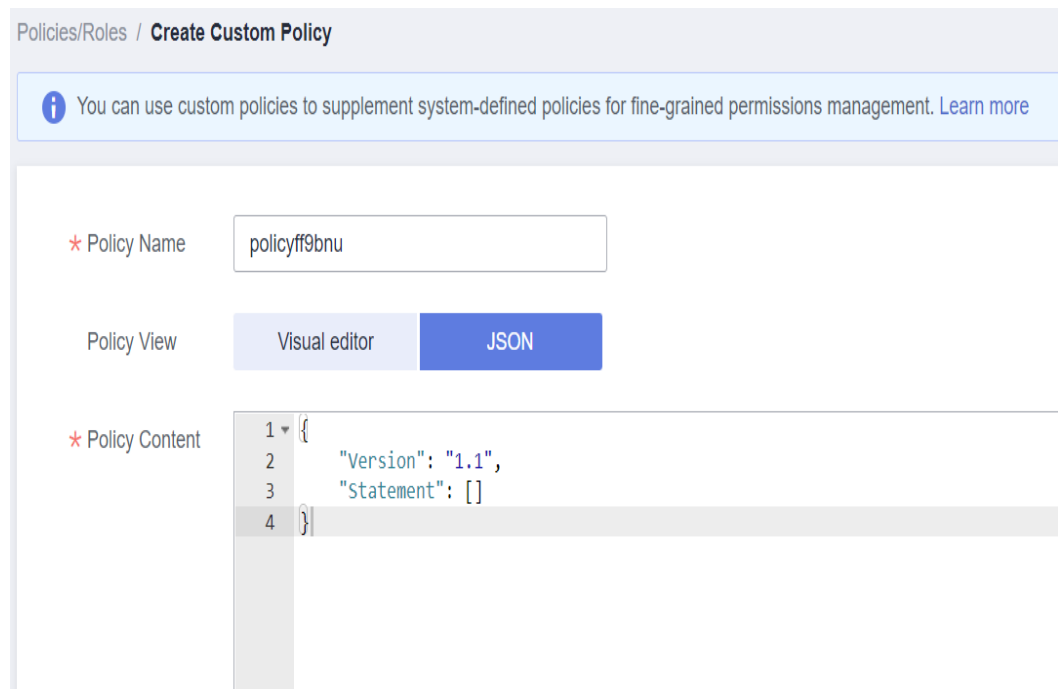 Policies/Roles / Create Custom Policy
You can use custom policies to supplement system-defined policies for fine-grained permissions management. Learn more
* Policy Name policyff9bnu
Policy View Visual editor JSON
* Policy Content
1 {
2 "Version": "1.1",
3 "Statement": []
4 }